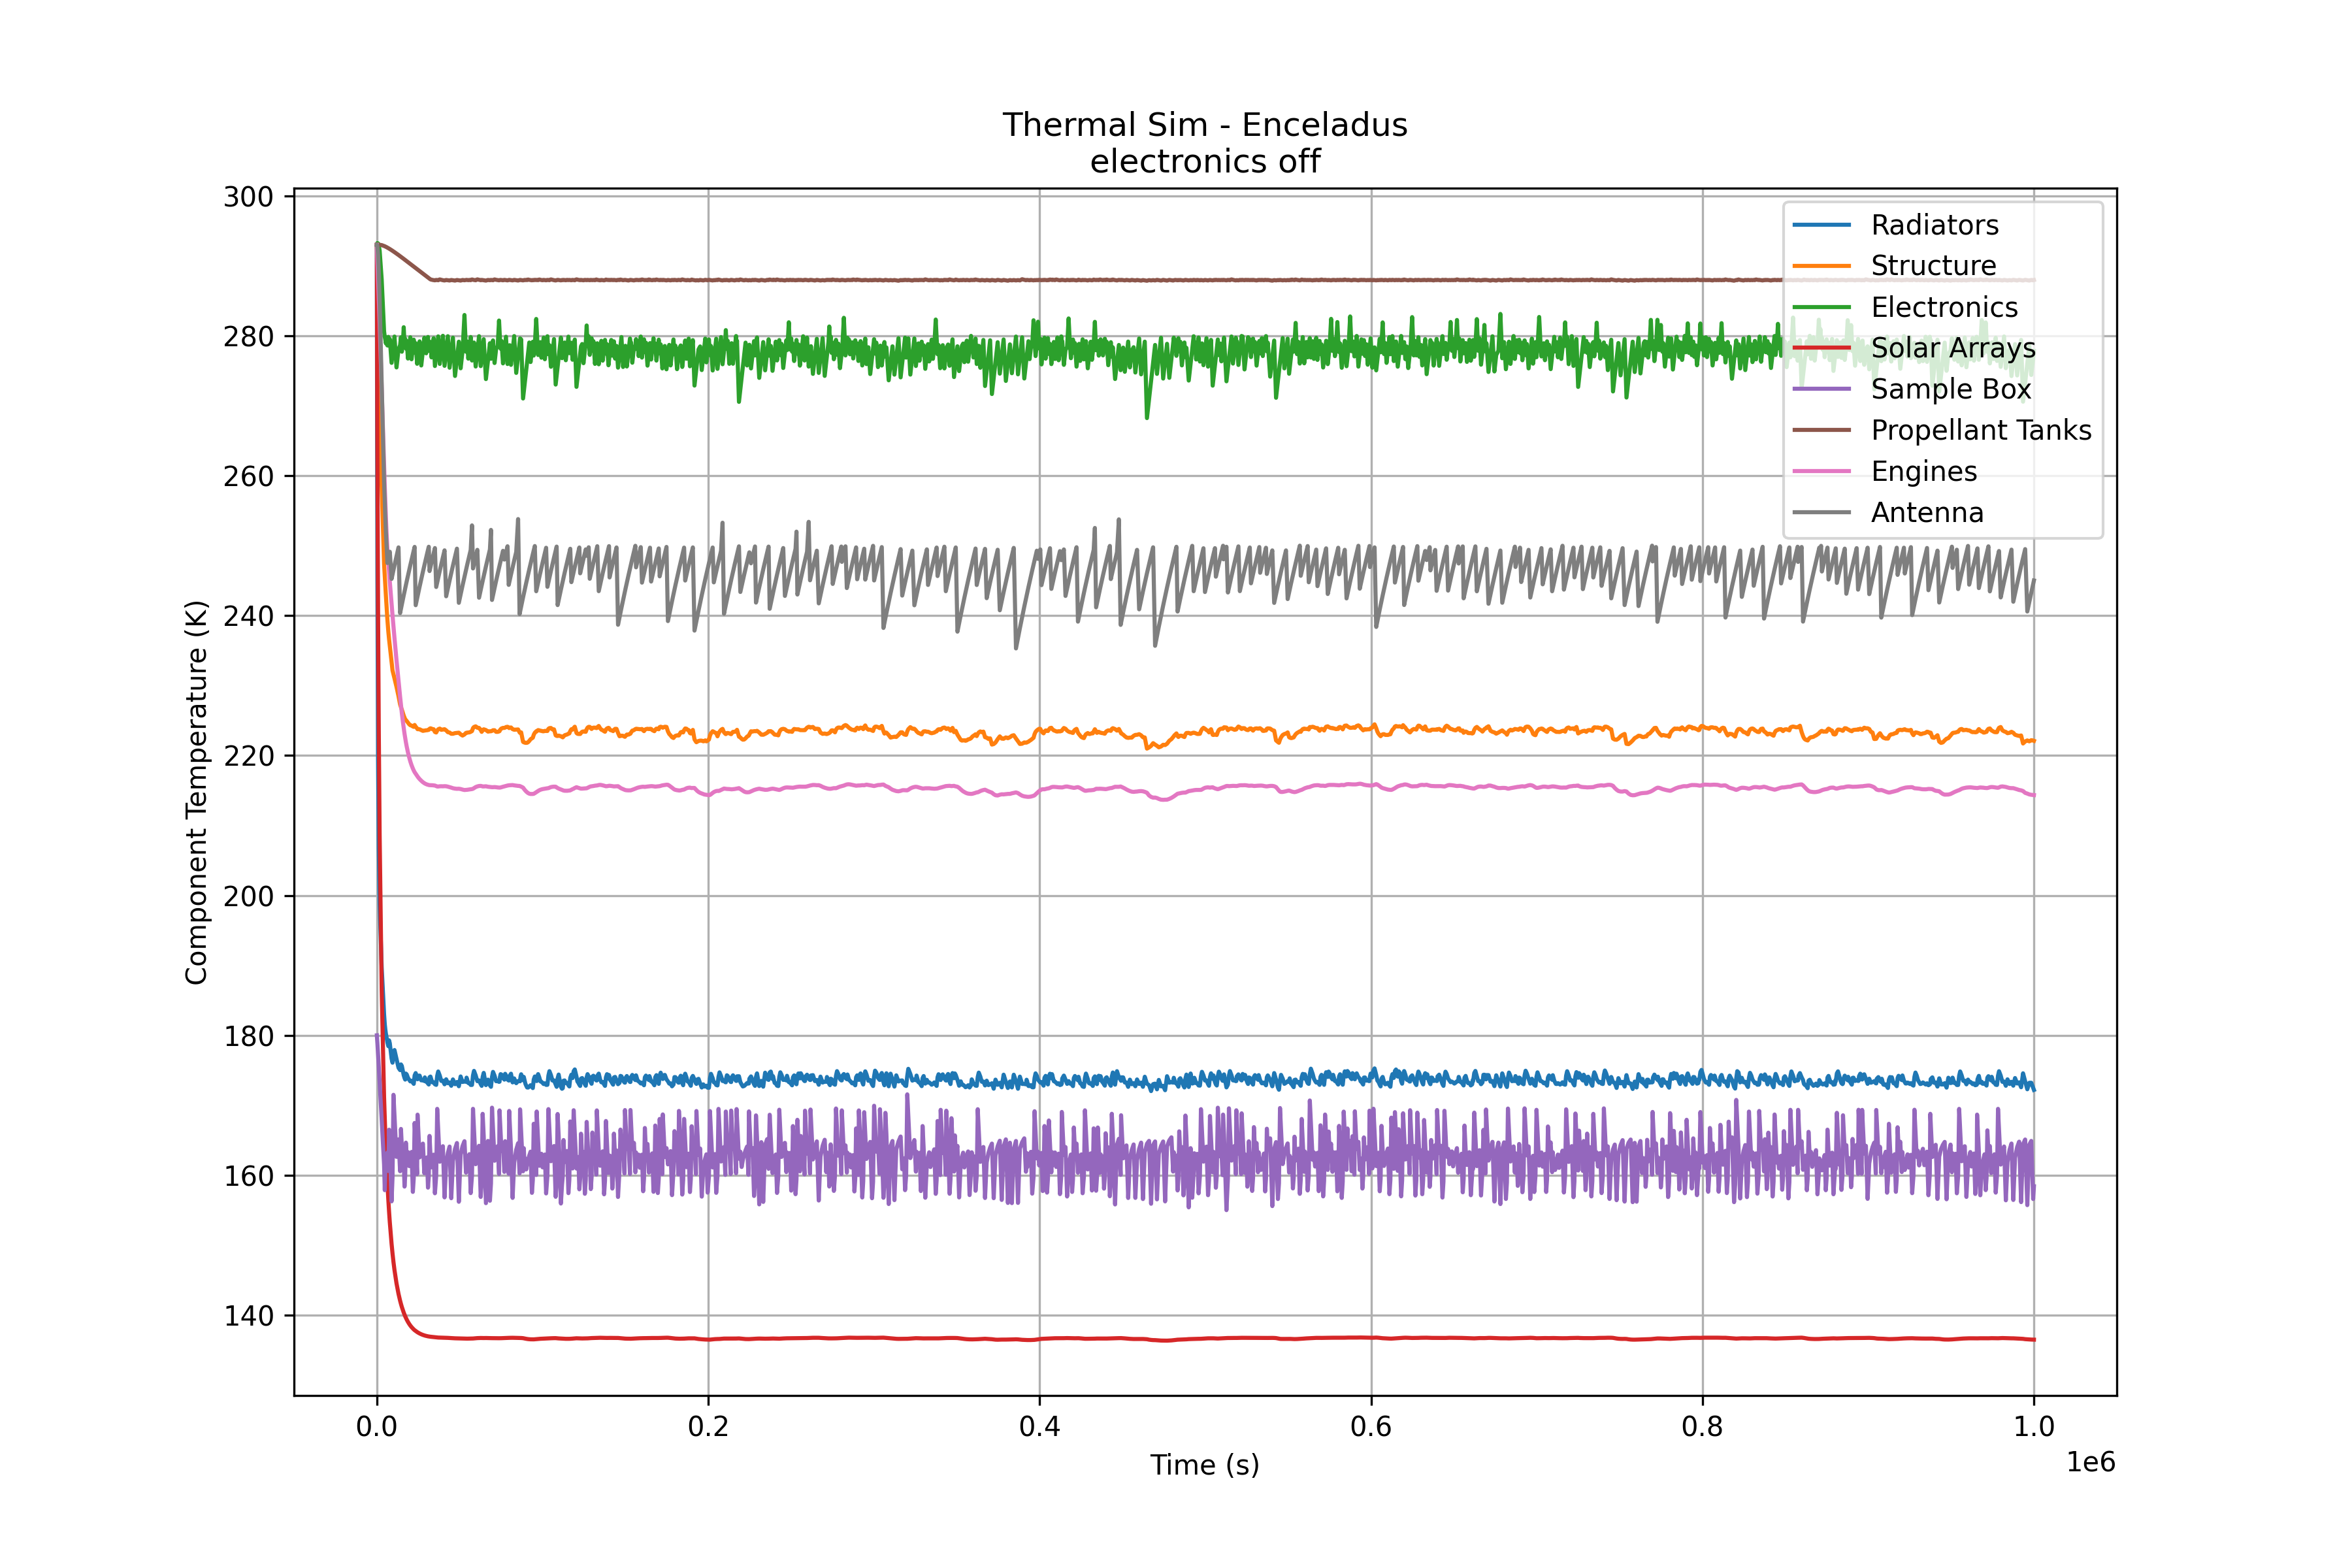 Thermal Sim - Enceladus
electronics off
Component Temperature (K)
300
280
260
240
220
200
180
160
140
Radiators
Structure
Electronics
Solar Arrays
Sample Box
Propellant Tanks
Engines
Antenna
0.0 0.2 0.4 0.6 0.8 1.0
1e6
Time (s)